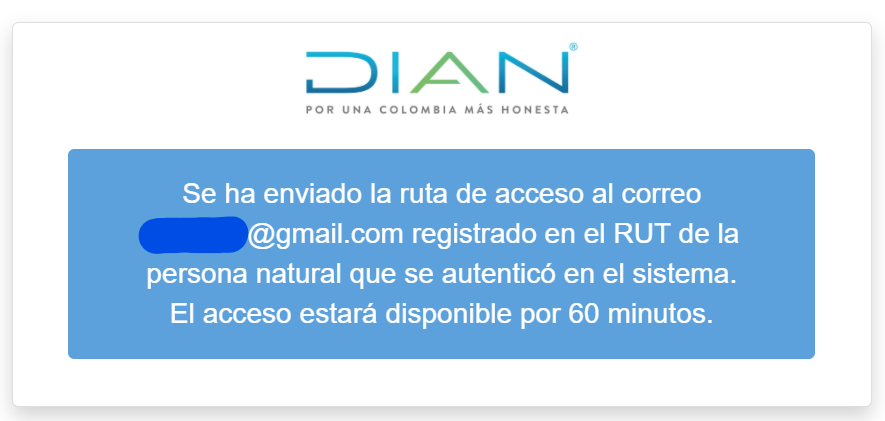 DIAN®
POR UNA COLOMBIA MÁS HONESTA
Se ha enviado la ruta de acceso al correo
@gmail.com registrado en el RUT de la
persona natural que se autenticó en el sistema.
El acceso estará disponible por 60 minutos.